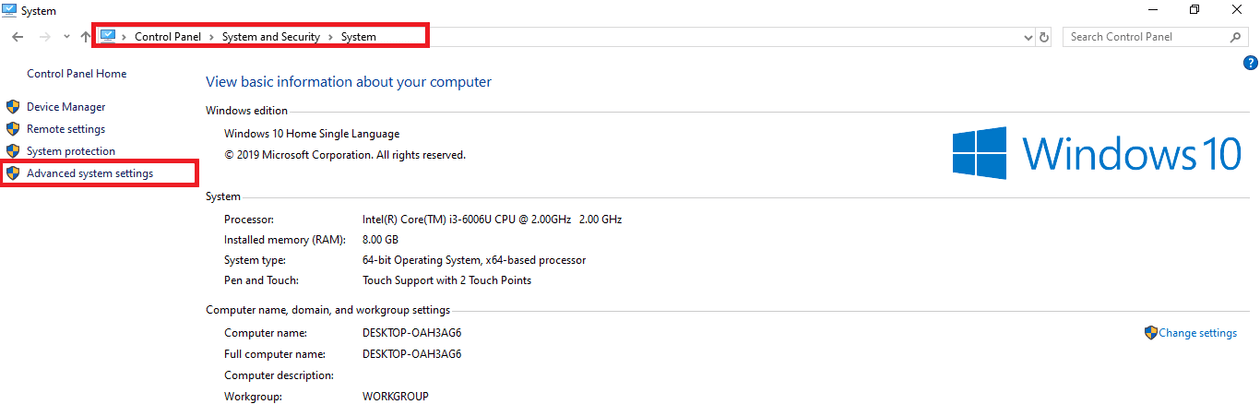 System
Control Panel > System and Security > System
Search Control Panel
?
Control Panel Home
Device Manager
Remote settings
System protection
Advanced system settings
View basic information about your computer
Windows edition
Windows 10 Home Single Language
© 2019 Microsoft Corporation. All rights reserved.
Windows 10
System
Processor: Intel(R) Core(TM) i3-6006U CPU @ 2.00GHz 2.00 GHz
Installed memory (RAM): 8.00 GB
System type: 64-bit Operating System, x64-based processor
Pen and Touch: Touch Support with 2 Touch Points
Computer name, domain, and workgroup settings
Computer name: DESKTOP-OAH3AG6
Change settings
Full computer name: DESKTOP-OAH3AG6
Computer description:
Workgroup: WORKGROUP